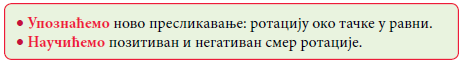 • Упознаћемо ново пресликавање: ротацију око тачке у равни.
• Научићемо позитиван и негативан смер ротације.